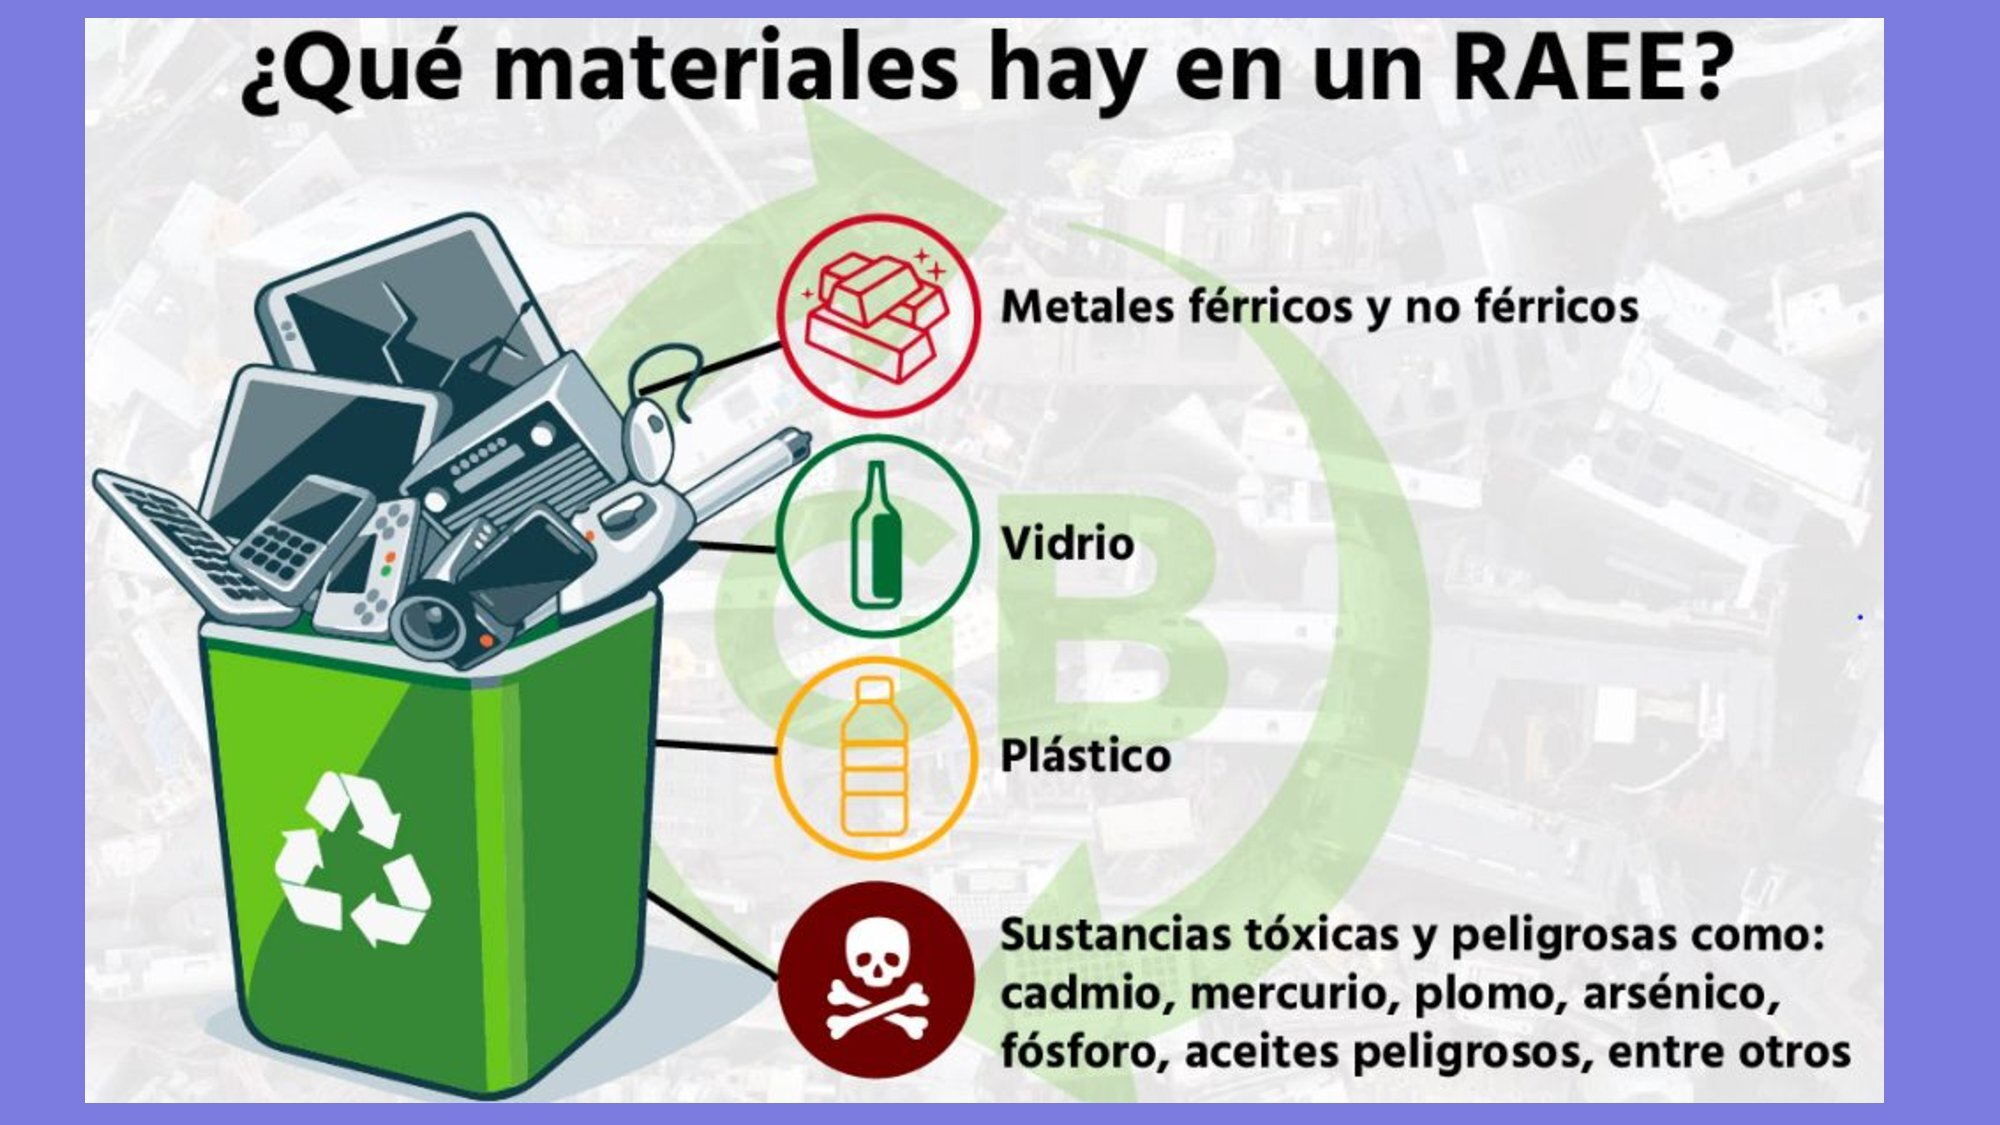 ¿Qué materiales hay en un RAEE?
Metales férricos y no férricos
GB
Vidrio
Plástico
Sustancias tóxicas y peligrosas como:
cadmio, mercurio, plomo, arsénico,
fósforo, aceites peligrosos, entre otros